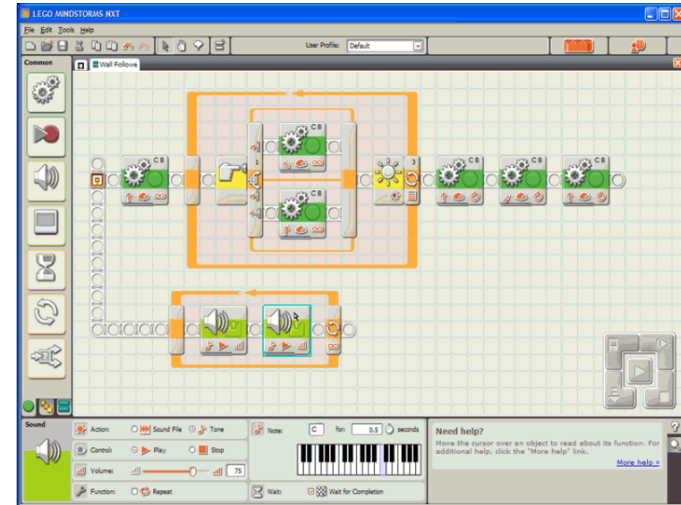 LEGO MINDSTORMS NXT
File Edit Tools Help
User Profile: Default
Common
Wall Followe
C B
1
C B
3
C B
C B
C B
C B
Sound
Action: Sound File Tone
Control: Play Stop
Volume: 75
Function: Repeat
Note: C for: 0.5 seconds
Wait: Wait for Completion
Need help?
Move the cursor over an object to read about its function. For
additional help, click the "More help" link.
More help »